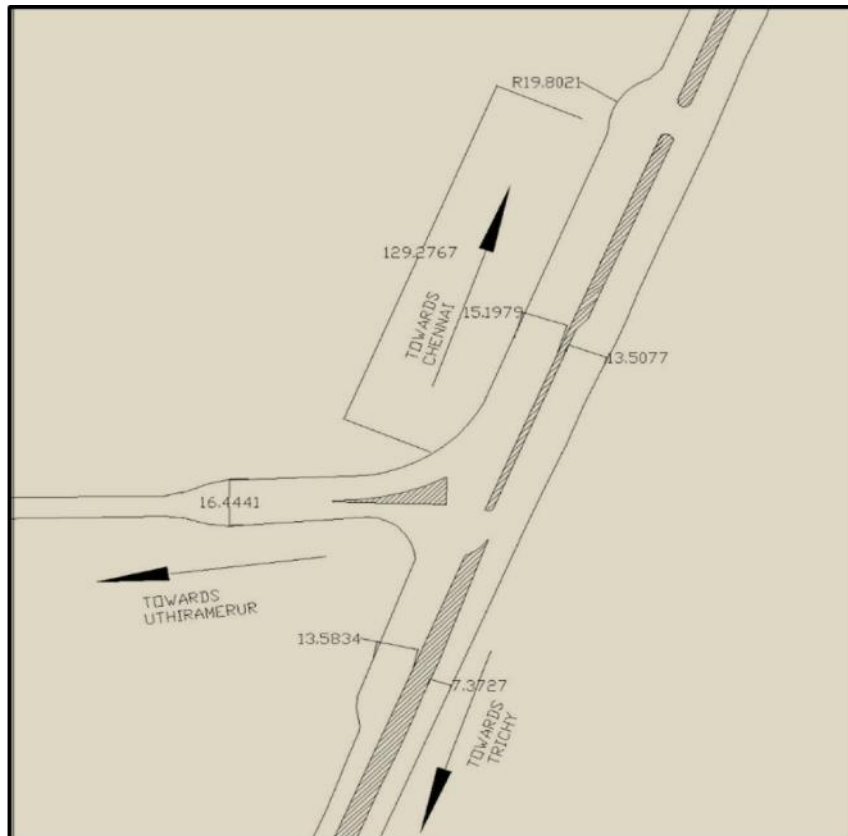 R19.8021
129.2767
TOWARDS
CHENNAI
15.1979
13.5077
16.4441
TOWARDS
UTHIRAMERUR
13.5834
7.3727
TOWARDS
TRICHY